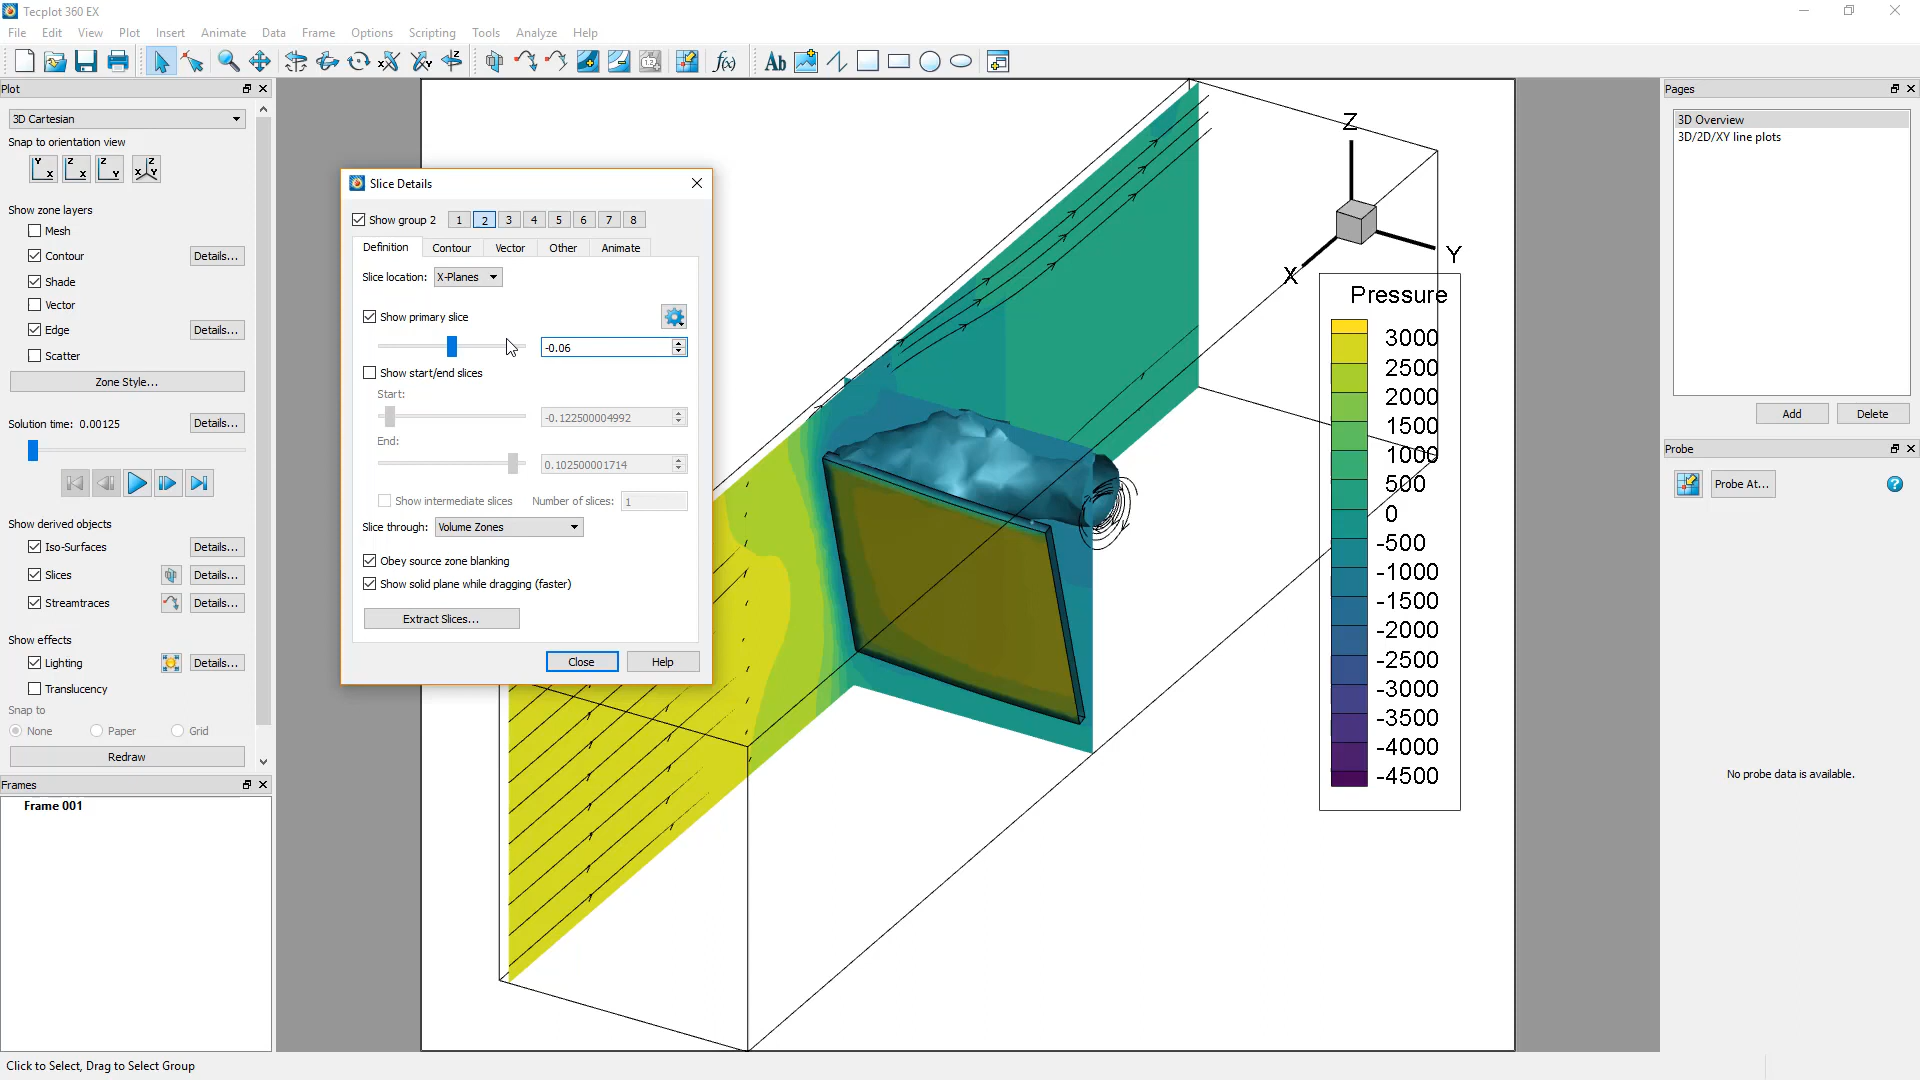 Tecplot 360 EX
File Edit View Plot Insert Animate Data Frame Options Scripting Tools Analyze Help
Ab
f(x)
Plot
3D Cartesian
Snap to orientation view
Show zone layers
Mesh
Contour Details...
Shade
Vector
Edge Details...
Scatter
Zone Style...
Solution time: 0.00125 Details...
Show derived objects
Iso-Surfaces Details...
Slices Details...
Streamtraces Details...
Show effects
Lighting Details...
Translucency
Snap to
None Paper Grid
Redraw
Frames
Frame 001
Slice Details
Show group 2 1 2 3 4 5 6 7 8
Definition Contour Vector Other Animate
Slice location: X-Planes
Show primary slice
-0.06
Show start/end slices
Start:
-0.122500004992
End:
0.102500001714
Show intermediate slices Number of slices: 1
Slice through: Volume Zones
Obey source zone blanking
Show solid plane while dragging (faster)
Extract Slices...
Close Help
Z
Y
X
Pressure
3000
2500
2000
1500
1000
500
0
-500
-1000
-1500
-2000
-2500
-3000
-3500
-4000
-4500
Pages
3D Overview
3D/2D/XY line plots
Add Delete
Probe
Probe At...
No probe data is available.
Click to Select, Drag to Select Group